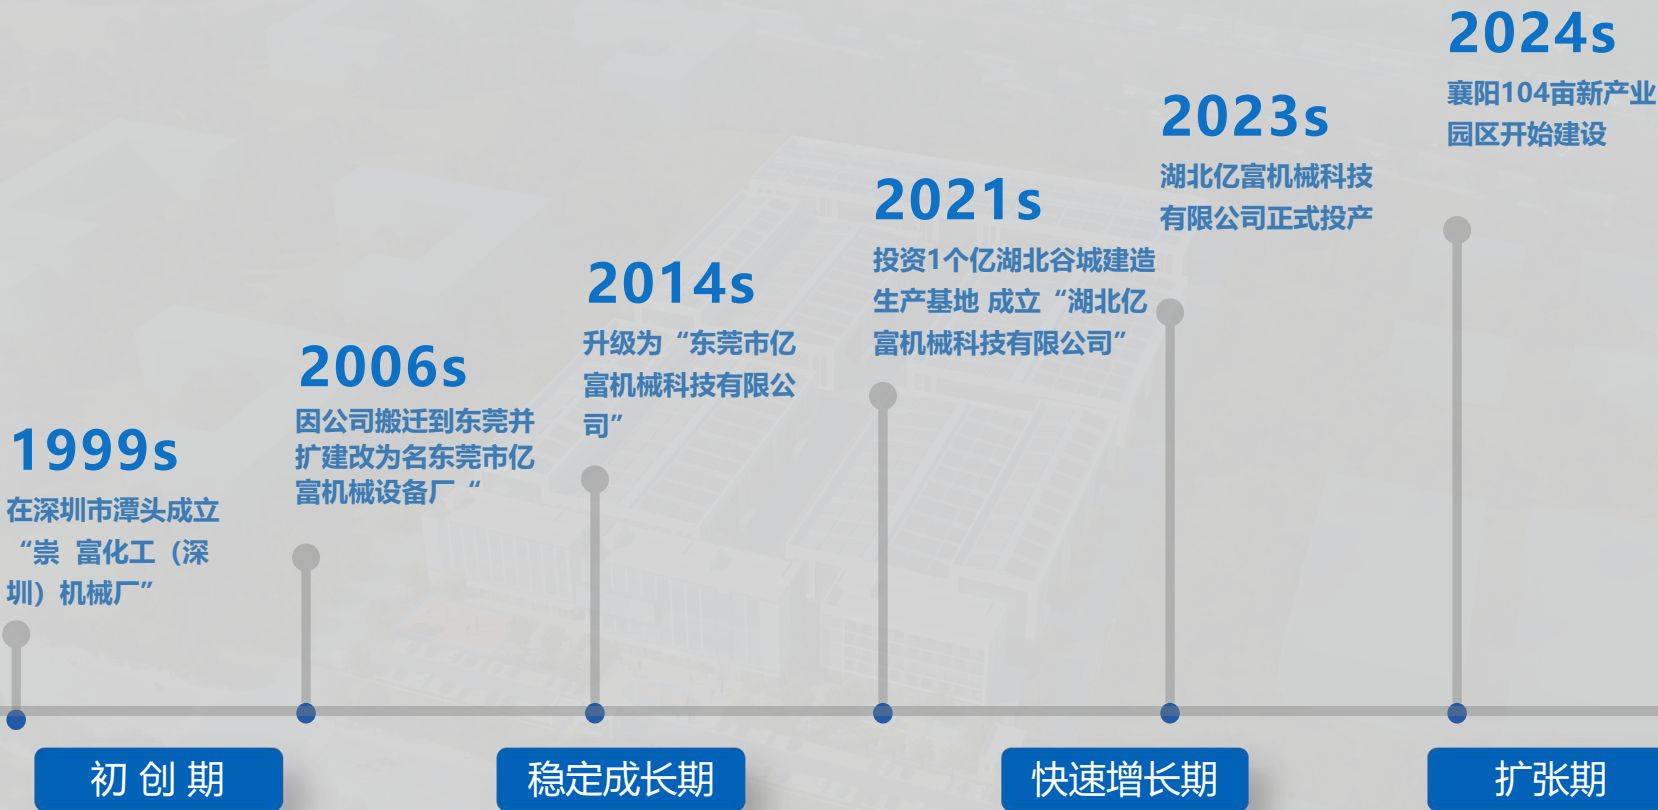 1999s
在深圳市潭头成立
“崇 富化工（深
圳）机械厂”
2006s
因公司搬迁到东莞并
扩建改为名东莞市亿
富机械设备厂“
2014s
升级为“东莞市亿
富机械科技有限公
司”
2021s
投资1个亿湖北谷城建造
生产基地 成立“湖北亿
富机械科技有限公司”
2023s
湖北亿富机械科技
有限公司正式投产
2024s
襄阳104亩新产业
园区开始建设
初 创 期
稳定成长期
快速增长期
扩张期